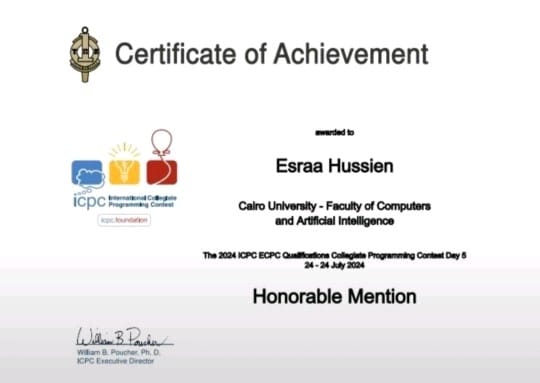 Certificate of Achievement
awarded to
Esraa Hussien
icpc International Collegiate
Programming Contest
icpc.foundation
Cairo University - Faculty of Computers
and Artificial Intelligence
The 2024 ICPC ECPC Qualifications Collegiate Programming Contest Day 5
24 - 24 July 2024
Honorable Mention
William B. Poucher
William B. Poucher, Ph. D.
ICPC Executive Director